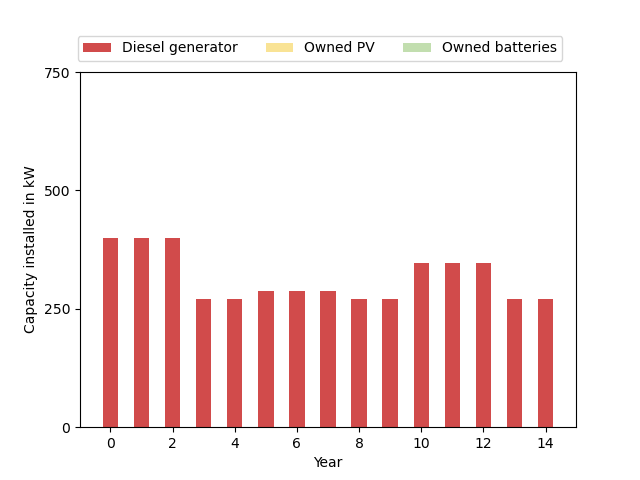 Diesel generator Owned PV Owned batteries
750
500
250
0
Capacity installed in kW
0 2 4 6 8 10 12 14
Year